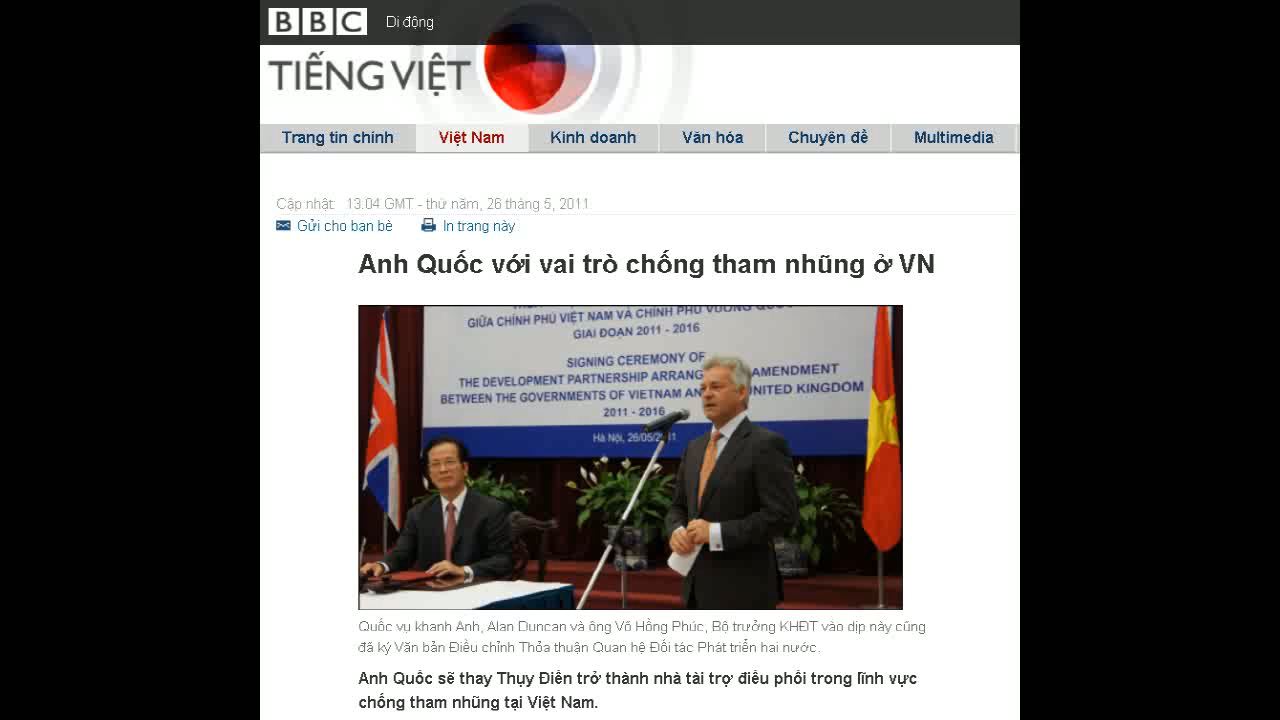 BBC Di động
TIẾNG VIỆT
Trang tin chính Việt Nam Kinh doanh Văn hóa Chuyên đề Multimedia
Cập nhật: 13.04 GMT - thứ năm, 26 tháng 5, 2011
Gửi cho bạn bè In trang này
Anh Quốc với vai trò chống tham nhũng ở VN
GIỮA CHÍNH PHỦ VIỆT NAM VÀ CHÍNH PHỦ VƯƠNG
GIAI ĐOẠN 2011 - 2016
SIGNING CEREMONY OF
THE DEVELOPMENT PARTNERSHIP AMENDMENT
BETWEEN THE GOVERNMENTS OF VIETNAM UNITED KINGDOM
2011 - 2016
Hà Nội,
Quốc vụ khanh Anh, Alan Duncan và ông Võ Hồng Phúc, Bộ trưởng KHĐT vào dịp này cũng
đã ký Văn bản Điều chỉnh Thỏa thuận Quan hệ Đối tác Phát triển hai nước.
Anh Quốc sẽ thay Thụy Điển trở thành nhà tài trợ điều phối trong lĩnh vực
chống tham nhũng tại Việt Nam.